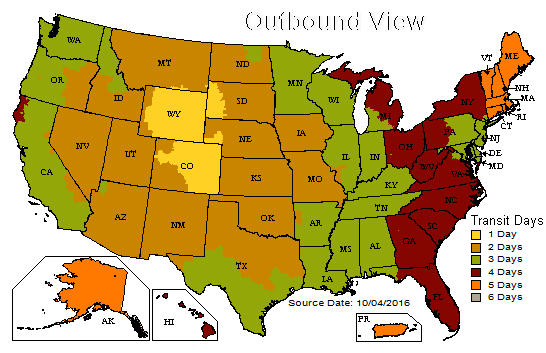 Outbound View
WA
MT
ND
MN
VT
ME
OR
ID
WY
SD
WI
MI
NY
NH
MA
RI
CT
NV
UT
CO
NE
IA
IL
IN
OH
PA
NJ
DE
MD
CA
KS
MO
KY
WV
VA
AZ
NM
OK
AR
TN
NC
SC
TX
LA
MS
AL
GA
FL
AK
HI
PR
Transit Days
1 Day
2 Days
3 Days
4 Days
5 Days
6 Days
Source Date: 10/04/2016